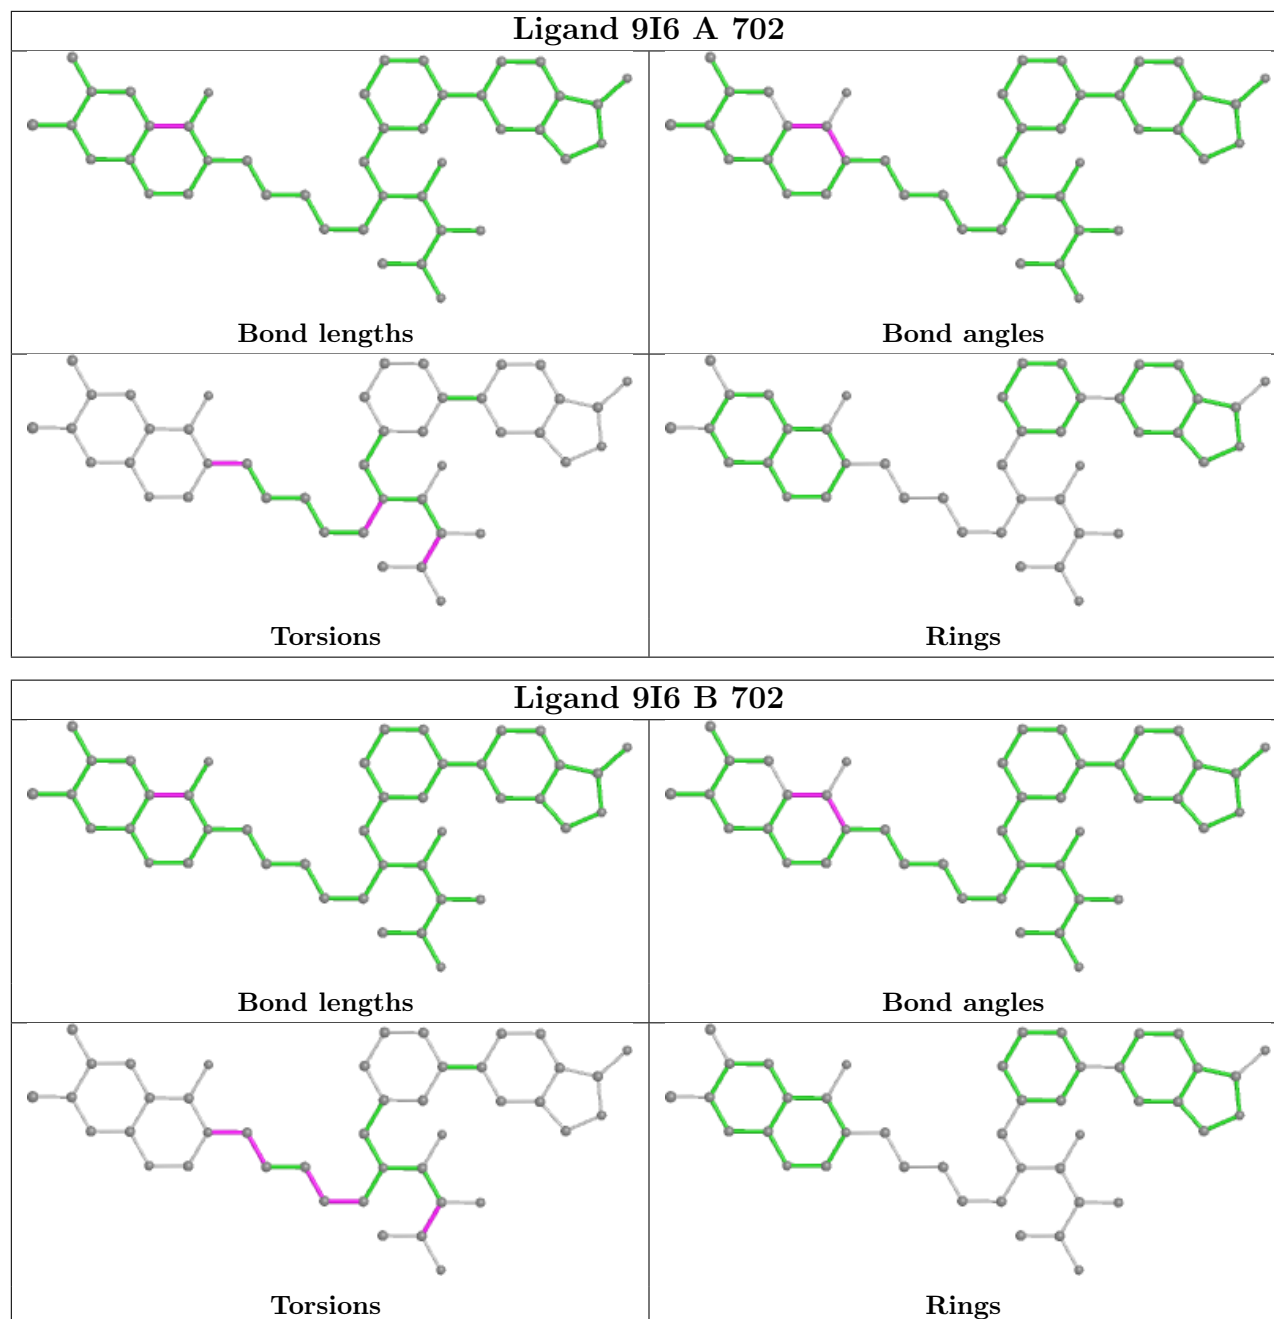 Ligand 9I6 A 702
Bond lengths
Bond angles
Torsions
Rings
Ligand 9I6 B 702
Bond lengths
Bond angles
Torsions
Rings